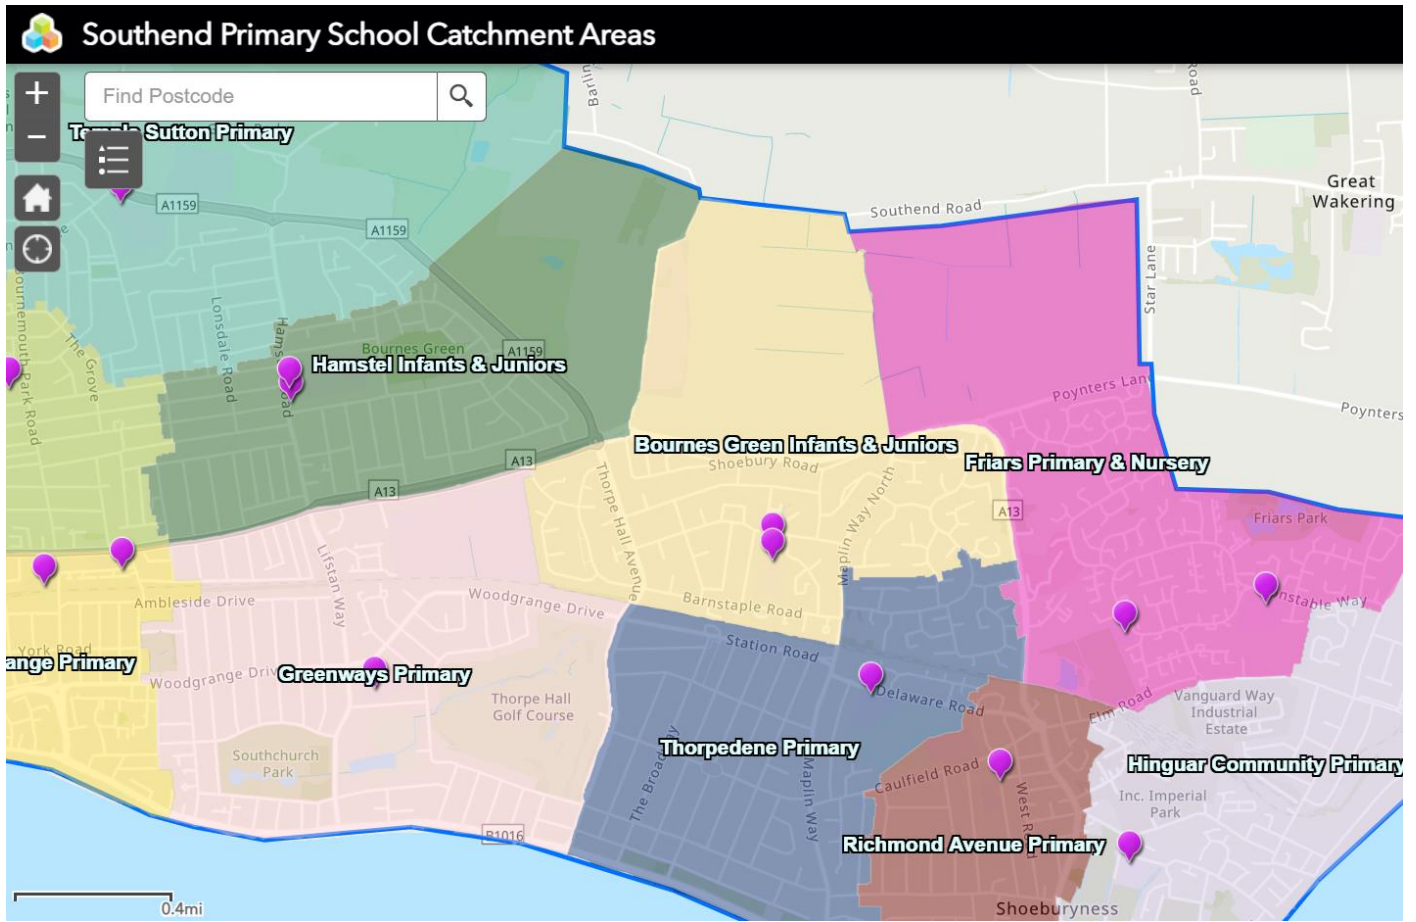 Southend Primary School Catchment Areas
+
Find Postcode
−
Temple Sutton Primary
A1159
A1159
Southend Road
Great
Wakering
Star Lane
Road
Bournemouth Park Road
The Grove
Lonsdale Road
Bournes Green
Hamstel Infants & Juniors
A1159
Poynters Lane
Poynters
Bournes Green Infants & Juniors
Shoebury Road
Friars Primary & Nursery
A13
A13
A13
Friars Park
Thorpe Hall Avenue
Maplin Way North
Lifstan Way
Ambleside Drive
Woodgrange Drive
Barnstaple Road
Station Road
York Road
ange Primary
Woodgrange
Greenways Primary
Thorpe Hall
Golf Course
Delaware Road
Elm Road
Vanguard Way
Industrial
Estate
Thorpedene Primary
Southchurch
Park
The Broadway
Maplin Way
Caulfield Road
Hinguar Community Primary
Inc. Imperial
Park
B1016
Richmond Avenue Primary
Shoeburyness
0.4mi